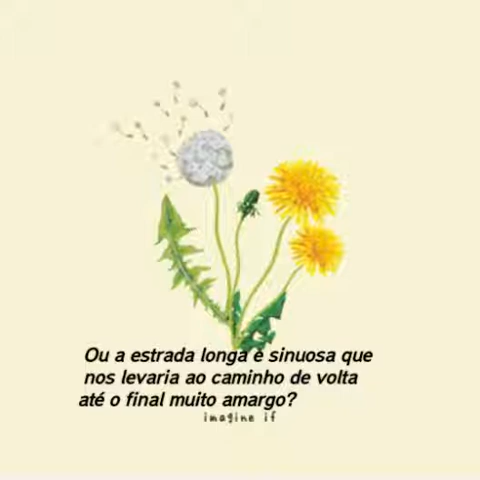 Ou a estrada longa e sinuosa que
nos levaria ao caminho de volta
até o final muito amargo?
imagine if